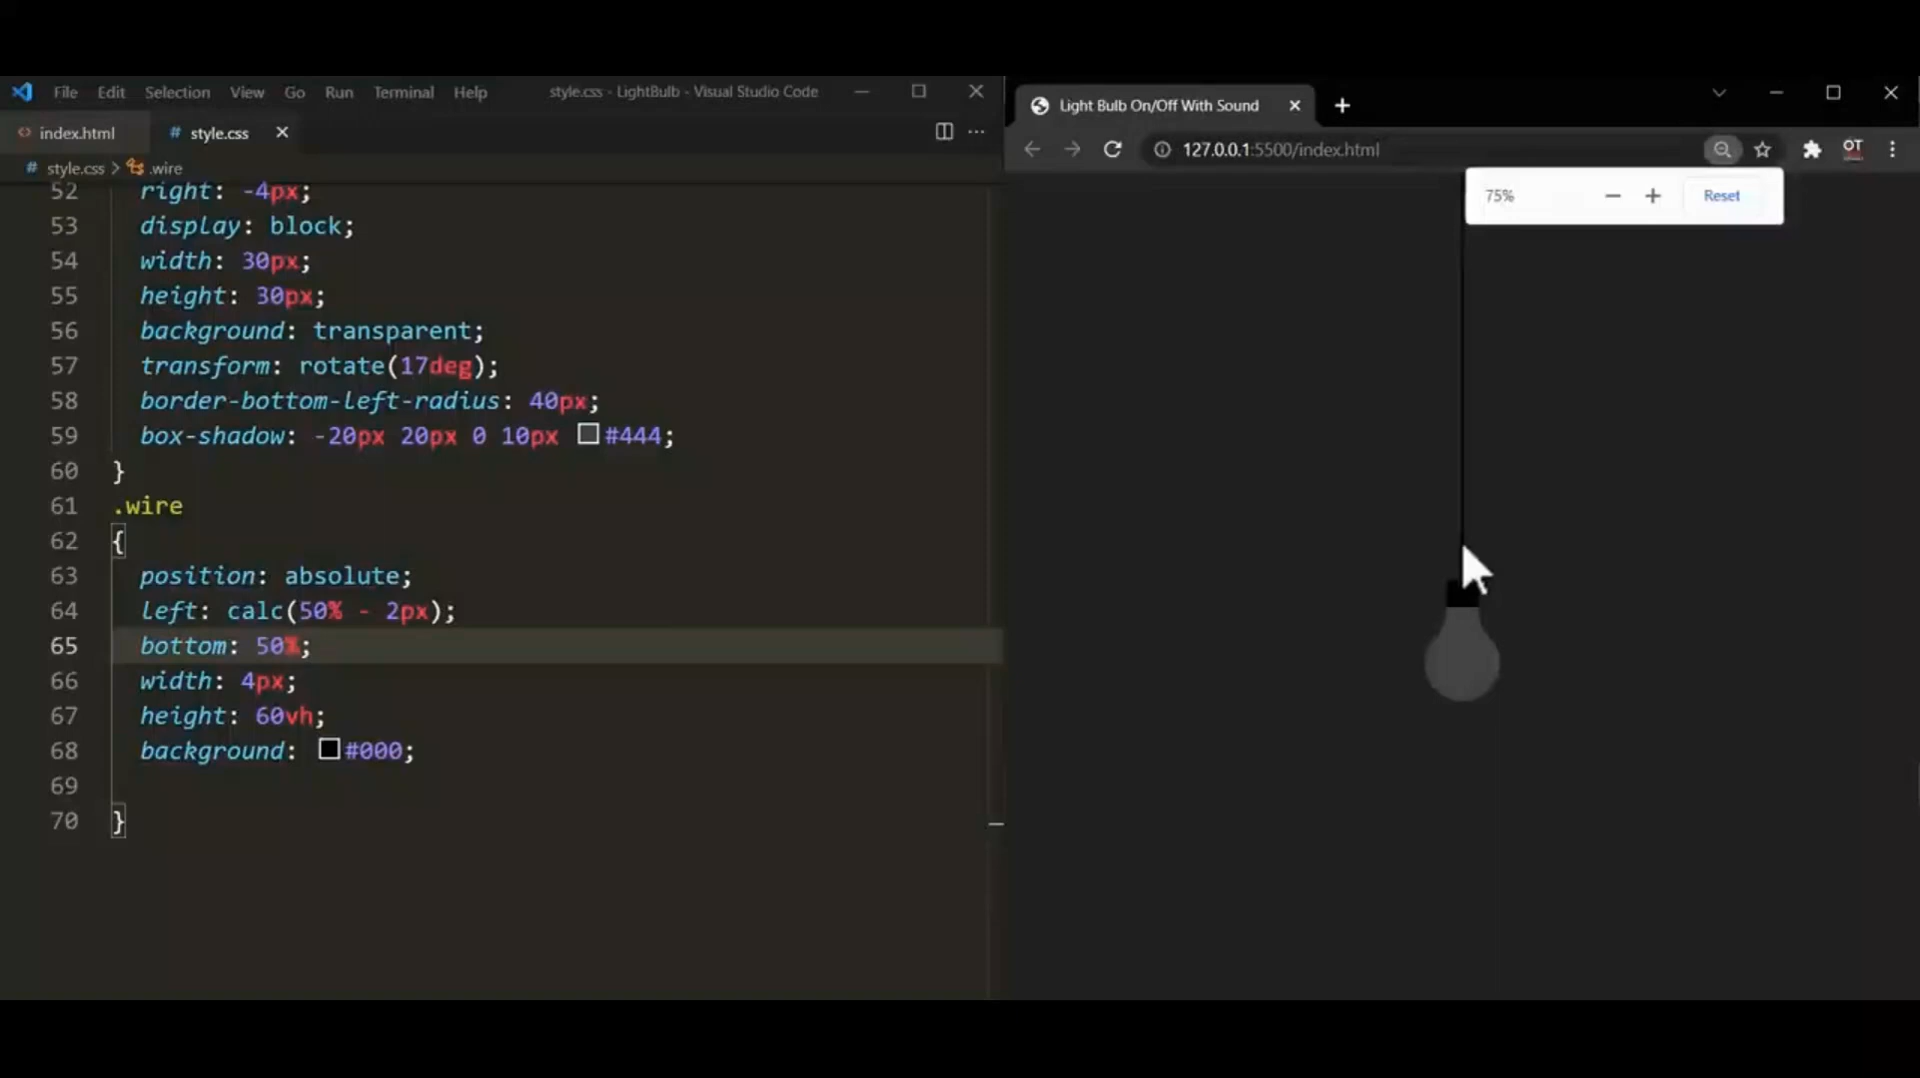 File Edit Selection View Go Run Terminal Help style.css - LightBulb - Visual Studio Code
index.html # style.css
# style.css > .wire
52 right: -4px;
53 display: block;
54 width: 30px;
55 height: 30px;
56 background: transparent;
57 transform: rotate(17deg);
58 border-bottom-left-radius: 40px;
59 box-shadow: -20px 20px 0 10px #444;
60 }
61 .wire
62 {
63 position: absolute;
64 left: calc(50% - 2px);
65 bottom: 50%;
66 width: 4px;
67 height: 60vh;
68 background: #000;
69
70 }
Light Bulb On/Off With Sound
127.0.0.1:5500/index.html
OT
75% Reset